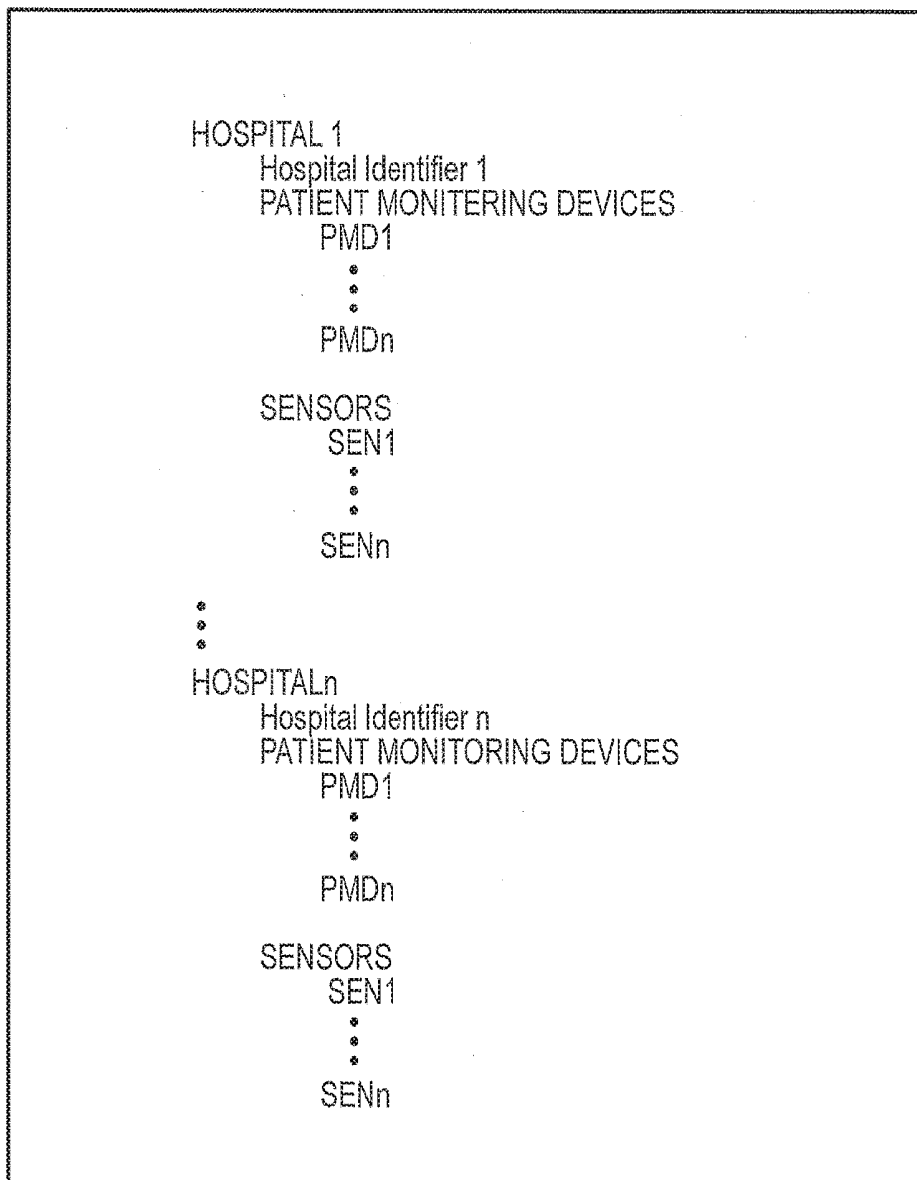 HOSPITAL 1
Hospital Identifier 1
PATIENT MONITERING DEVICES
PMD1
PMDn
SENSORS
SEN1
SENn
HOSPITALn
Hospital Identifier n
PATIENT MONITORING DEVICES
PMD1
PMDn
SENSORS
SEN1
SENn